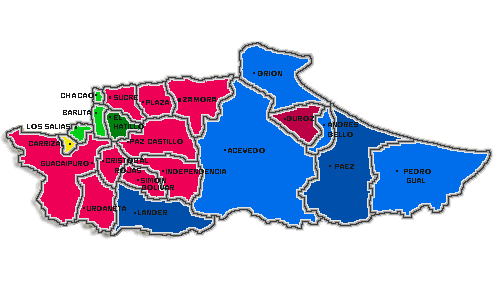 BRION
CHACAO
SUCRE
PLAZA
ZAMORA
BARUTA
EL
HATILLO
BUROZ
ANDRES
BELLO
LOS SALIAS
CARRIZAL
PAZ CASTILLO
ACEVEDO
GUAICAIPURO
CRISTOBAL
ROJAS
INDEPENDENCIA
PAEZ
PEDRO
GUAL
SIMON
BOLIVAR
URDANETA
LANDER